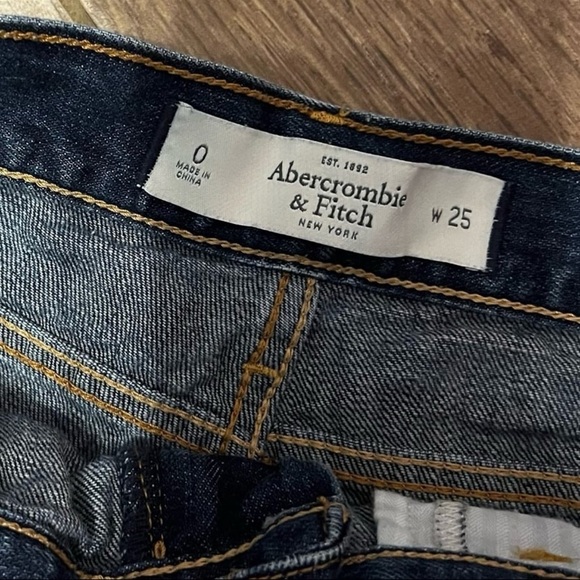 0
MADE IN
CHINA
EST. 1892
Abercrombie
& Fitch
NEW YORK
W 25